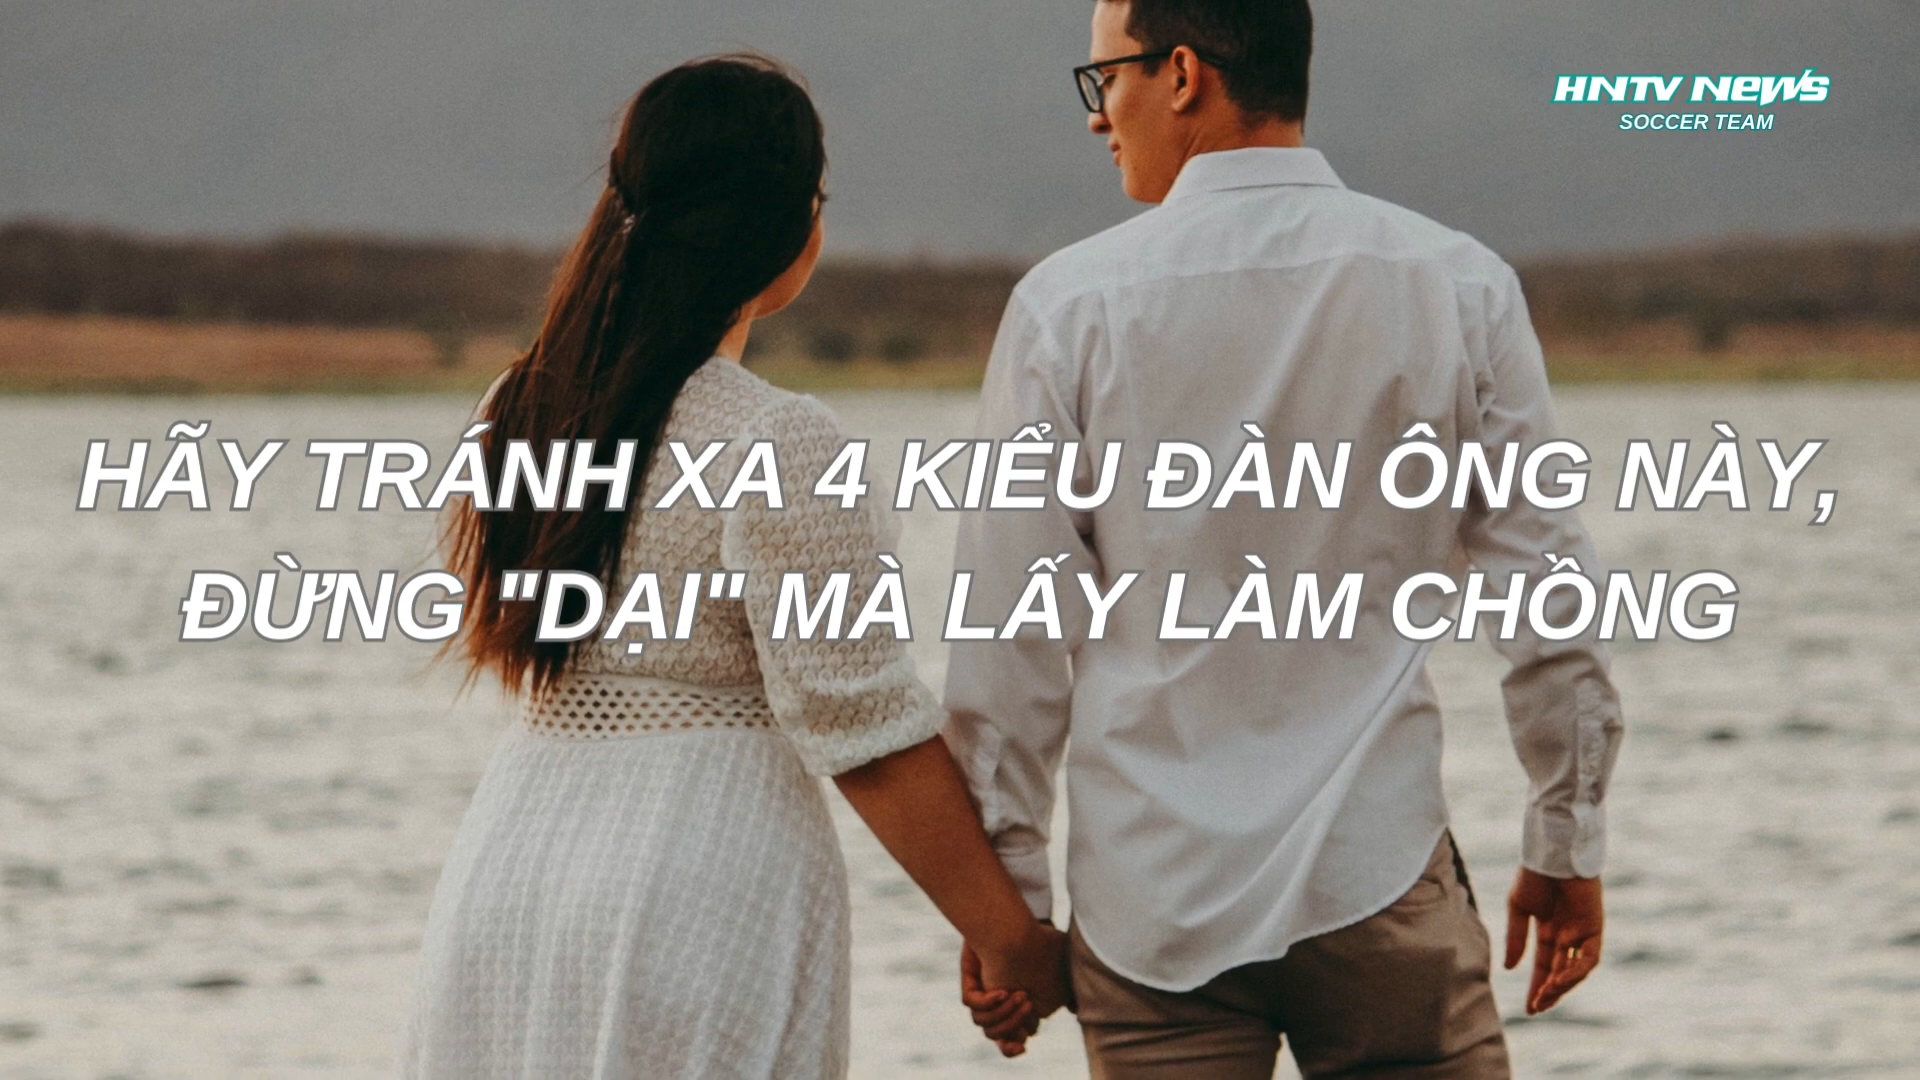 HNTV News
SOCCER TEAM
HÃY TRÁNH XA 4 KIỂU ĐÀN ÔNG NÀY,
ĐỪNG "DẠI" MÀ LẤY LÀM CHỒNG